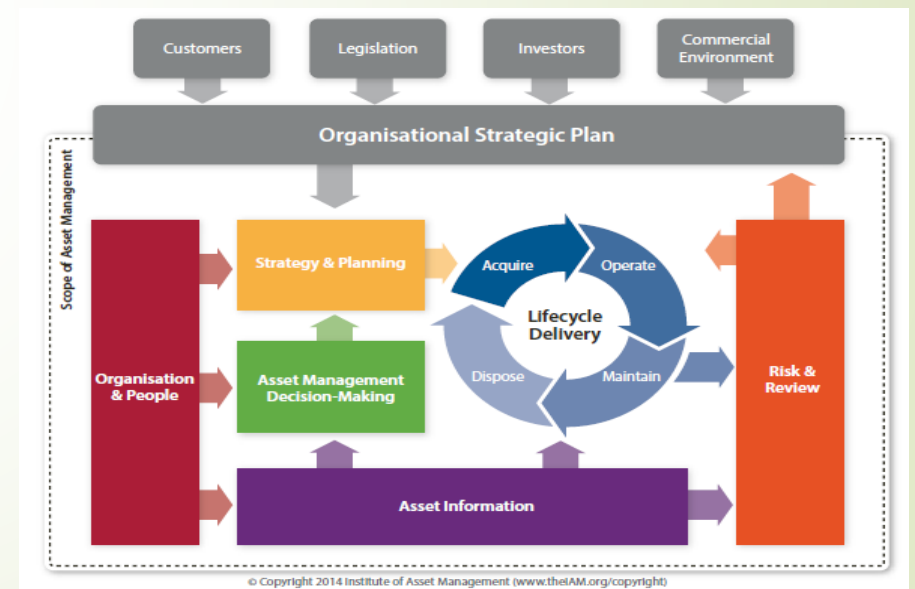 Customers
Legislation
Investors
Commercial
Environment
Organisational Strategic Plan
Scope of Asset Management
Strategy & Planning
Acquire
Operate
Lifecycle
Delivery
Organisation
& People
Asset Management
Decision-Making
Dispose
Maintain
Risk &
Review
Asset Information
© Copyright 2014 Institute of Asset Management (www.theIAM.org/copyright)